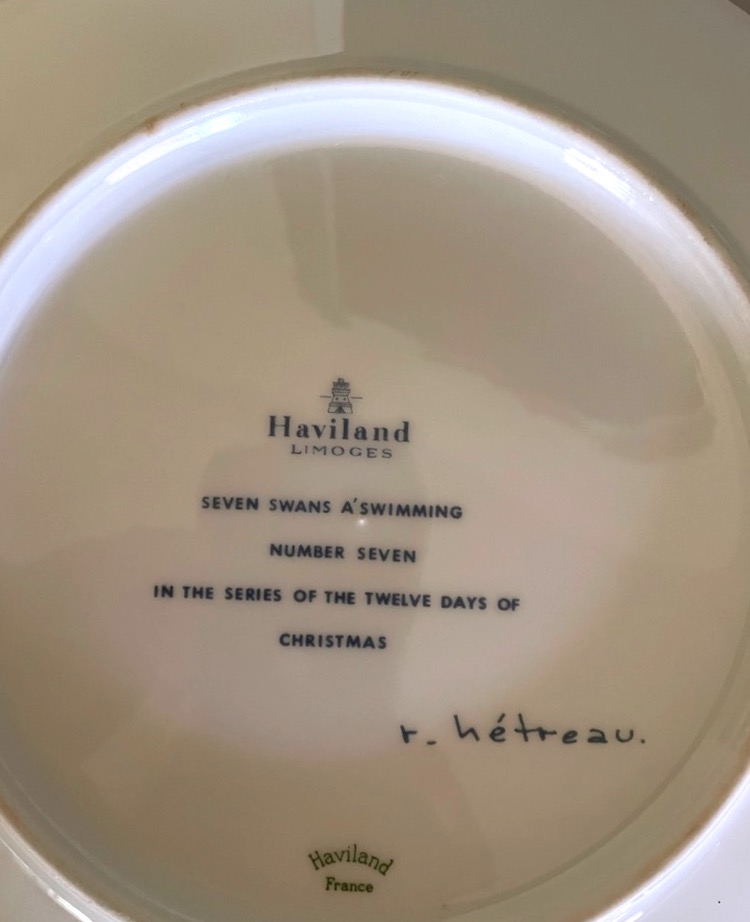 Haviland
LIMOGES
SEVEN SWANS A'SWIMMING
NUMBER SEVEN
IN THE SERIES OF THE TWELVE DAYS OF
CHRISTMAS
r. hétreau.
Haviland
France